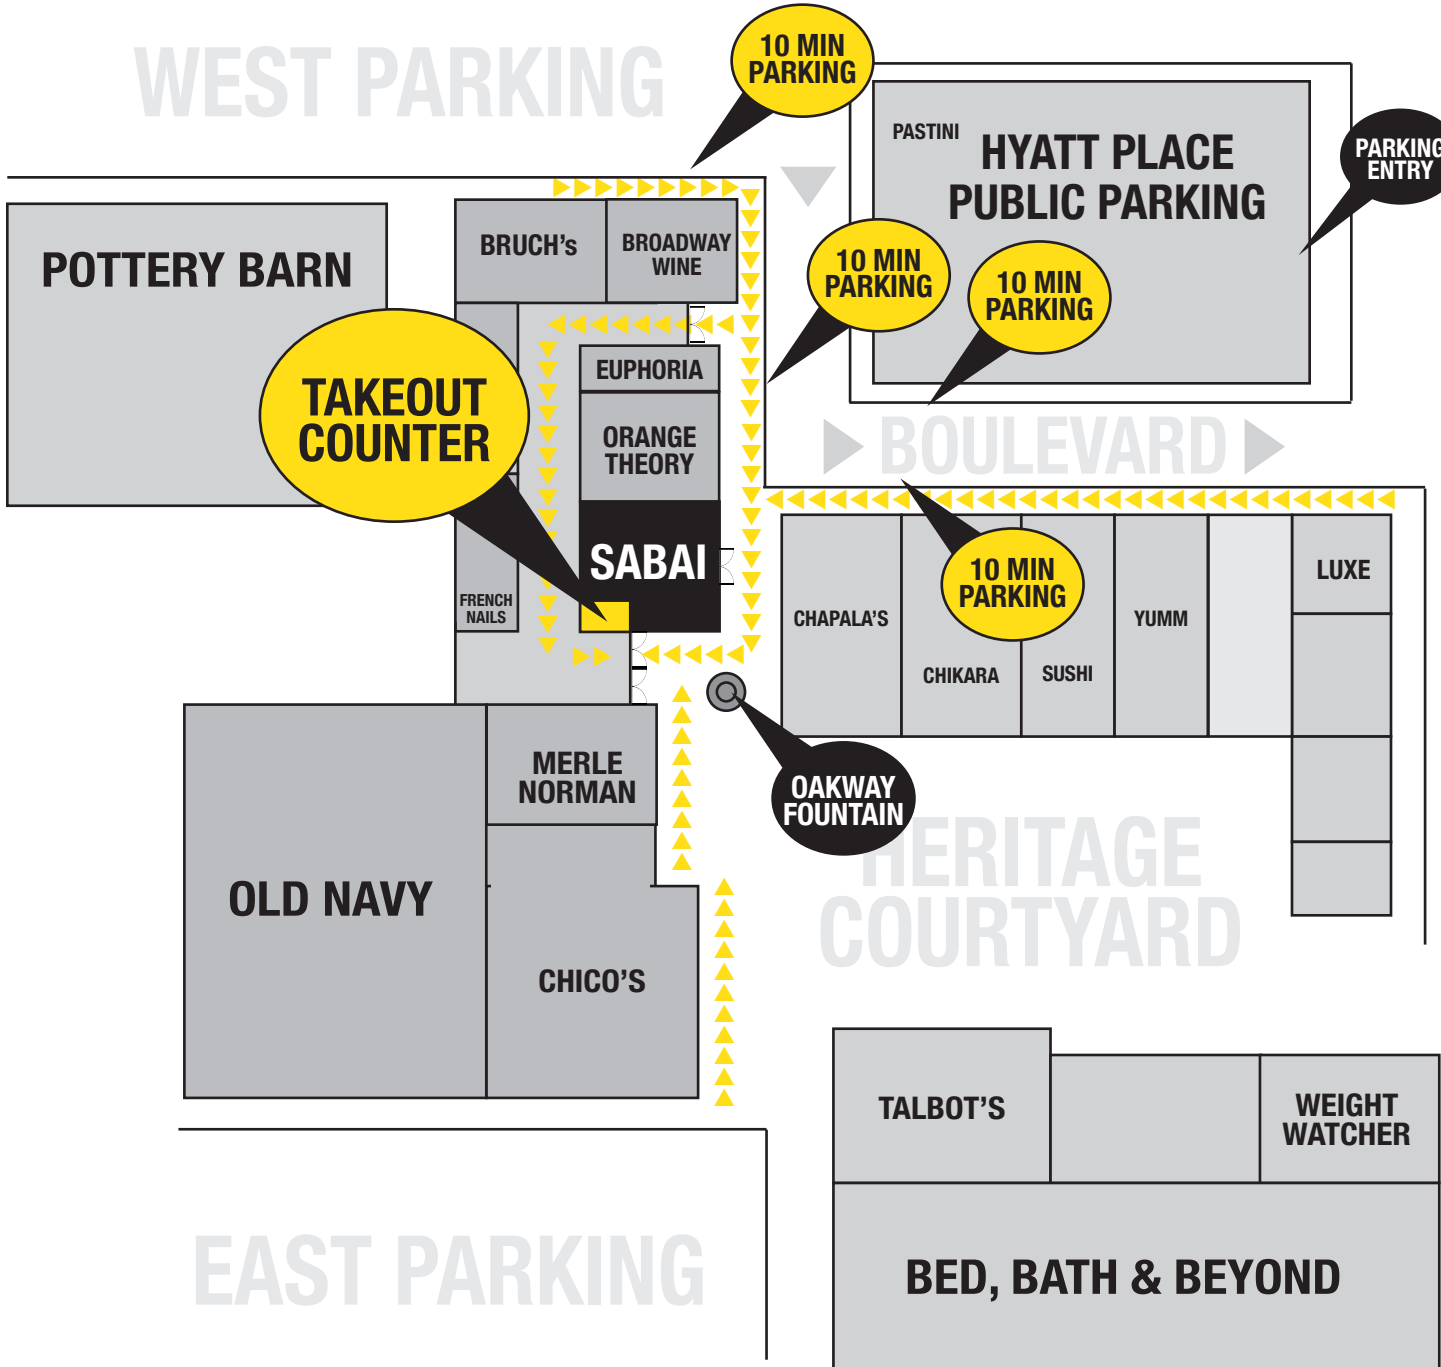 WEST PARKING
10 MIN
PARKING
PASTINI
HYATT PLACE
PUBLIC PARKING
PARKING
ENTRY
POTTERY BARN
BRUCH's
BROADWAY
WINE
10 MIN
PARKING
10 MIN
PARKING
TAKEOUT
COUNTER
EUPHORIA
ORANGE
THEORY
BOULEVARD
SABAI
FRENCH
NAILS
10 MIN
PARKING
CHAPALA'S
CHIKARA
SUSHI
YUMM
LUXE
MERLE
NORMAN
OAKWAY
FOUNTAIN
HERITAGE
COURTYARD
OLD NAVY
CHICO'S
TALBOT'S
WEIGHT
WATCHER
EAST PARKING
BED, BATH & BEYOND